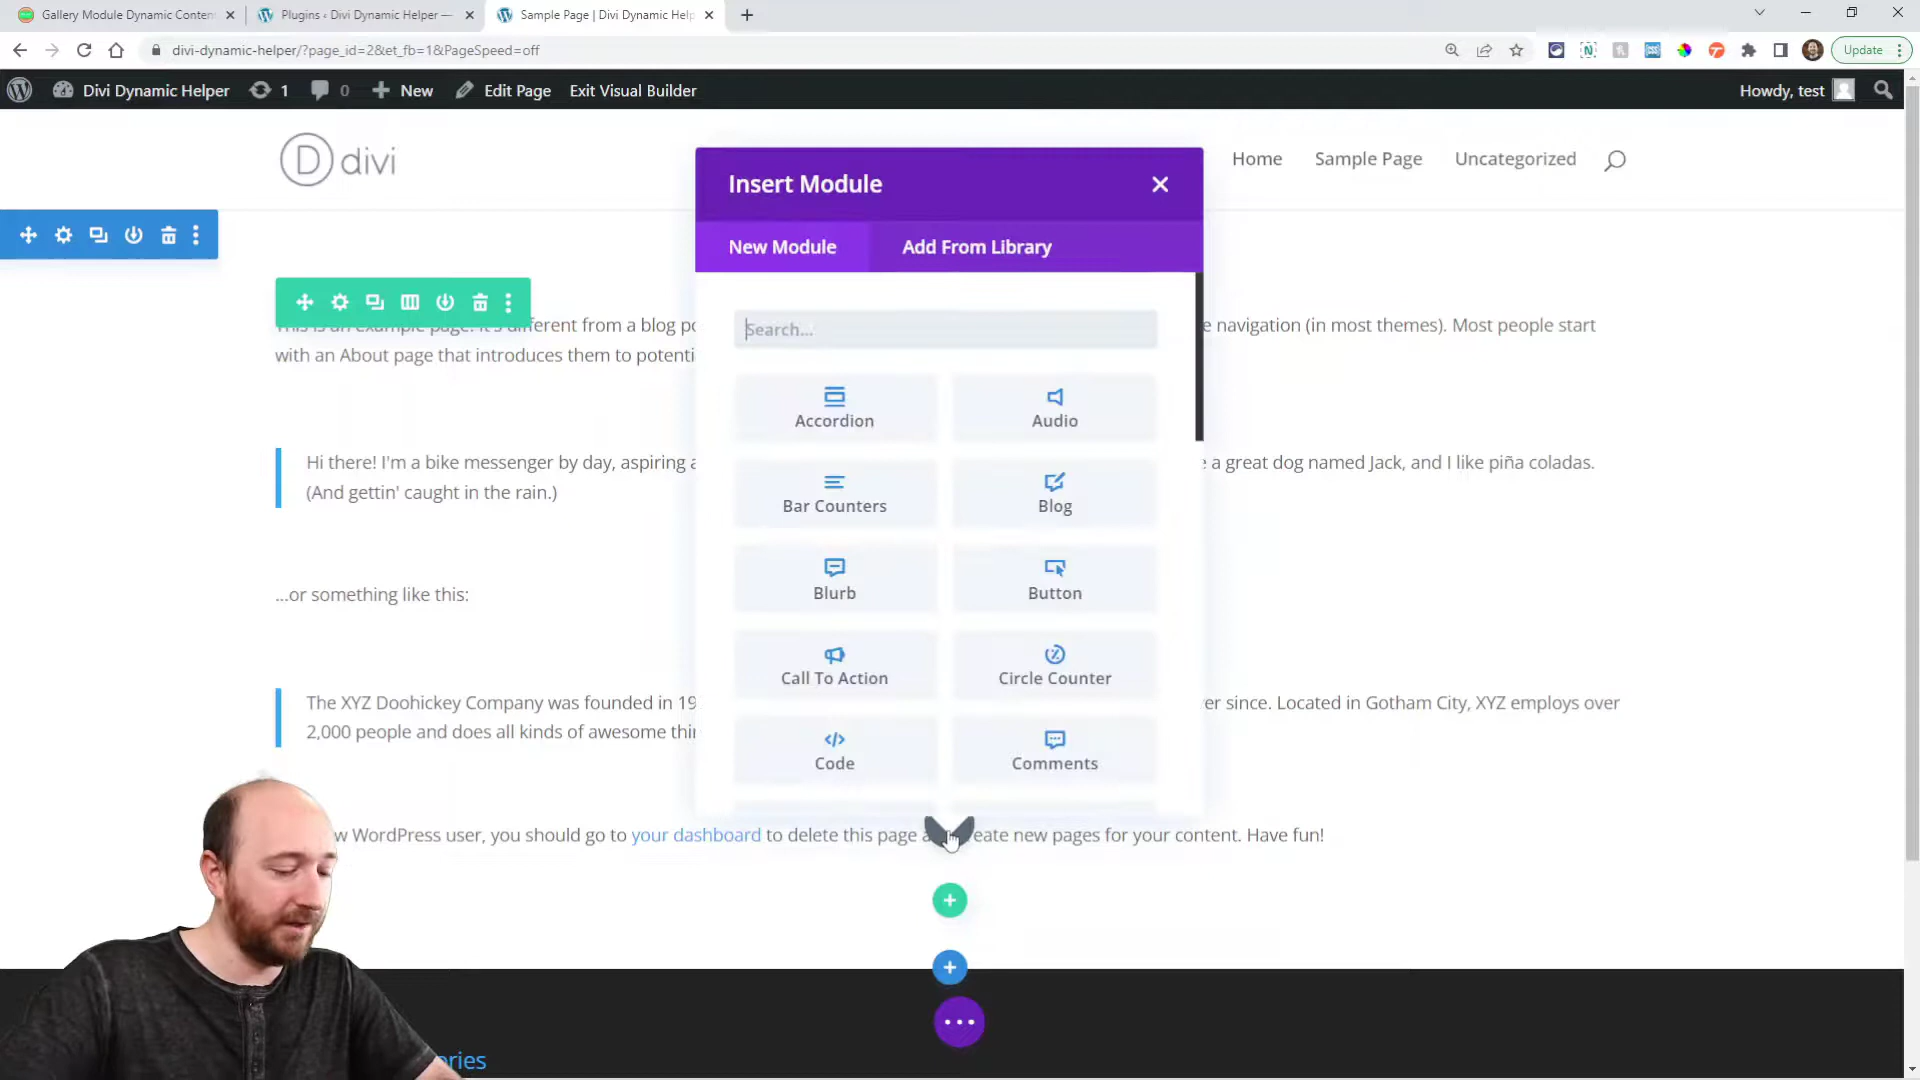 Gallery Module Dynamic Conten
Plugins ‹ Divi Dynamic Helper —
Sample Page | Divi Dynamic Help
divi-dynamic-helper/?page_id=2&et_fb=1&PageSpeed=off
Update
Divi Dynamic Helper
1
0
New
Edit Page
Exit Visual Builder
Howdy, test
D divi
Home
Sample Page
Uncategorized
Insert Module
New Module
Add From Library
Search...
Accordion
Audio
Bar Counters
Blog
Blurb
Button
Call To Action
Circle Counter
Code
Comments
This is an example page. It's different from a blog po
e navigation (in most themes). Most people start
with an About page that introduces them to potenti
Hi there! I'm a bike messenger by day, aspiring a
e a great dog named Jack, and I like piña coladas.
(And gettin' caught in the rain.)
...or something like this:
The XYZ Doohickey Company was founded in 19
er since. Located in Gotham City, XYZ employs over
2,000 people and does all kinds of awesome thin
w WordPress user, you should go to your dashboard to delete this page a create new pages for your content. Have fun!
ories